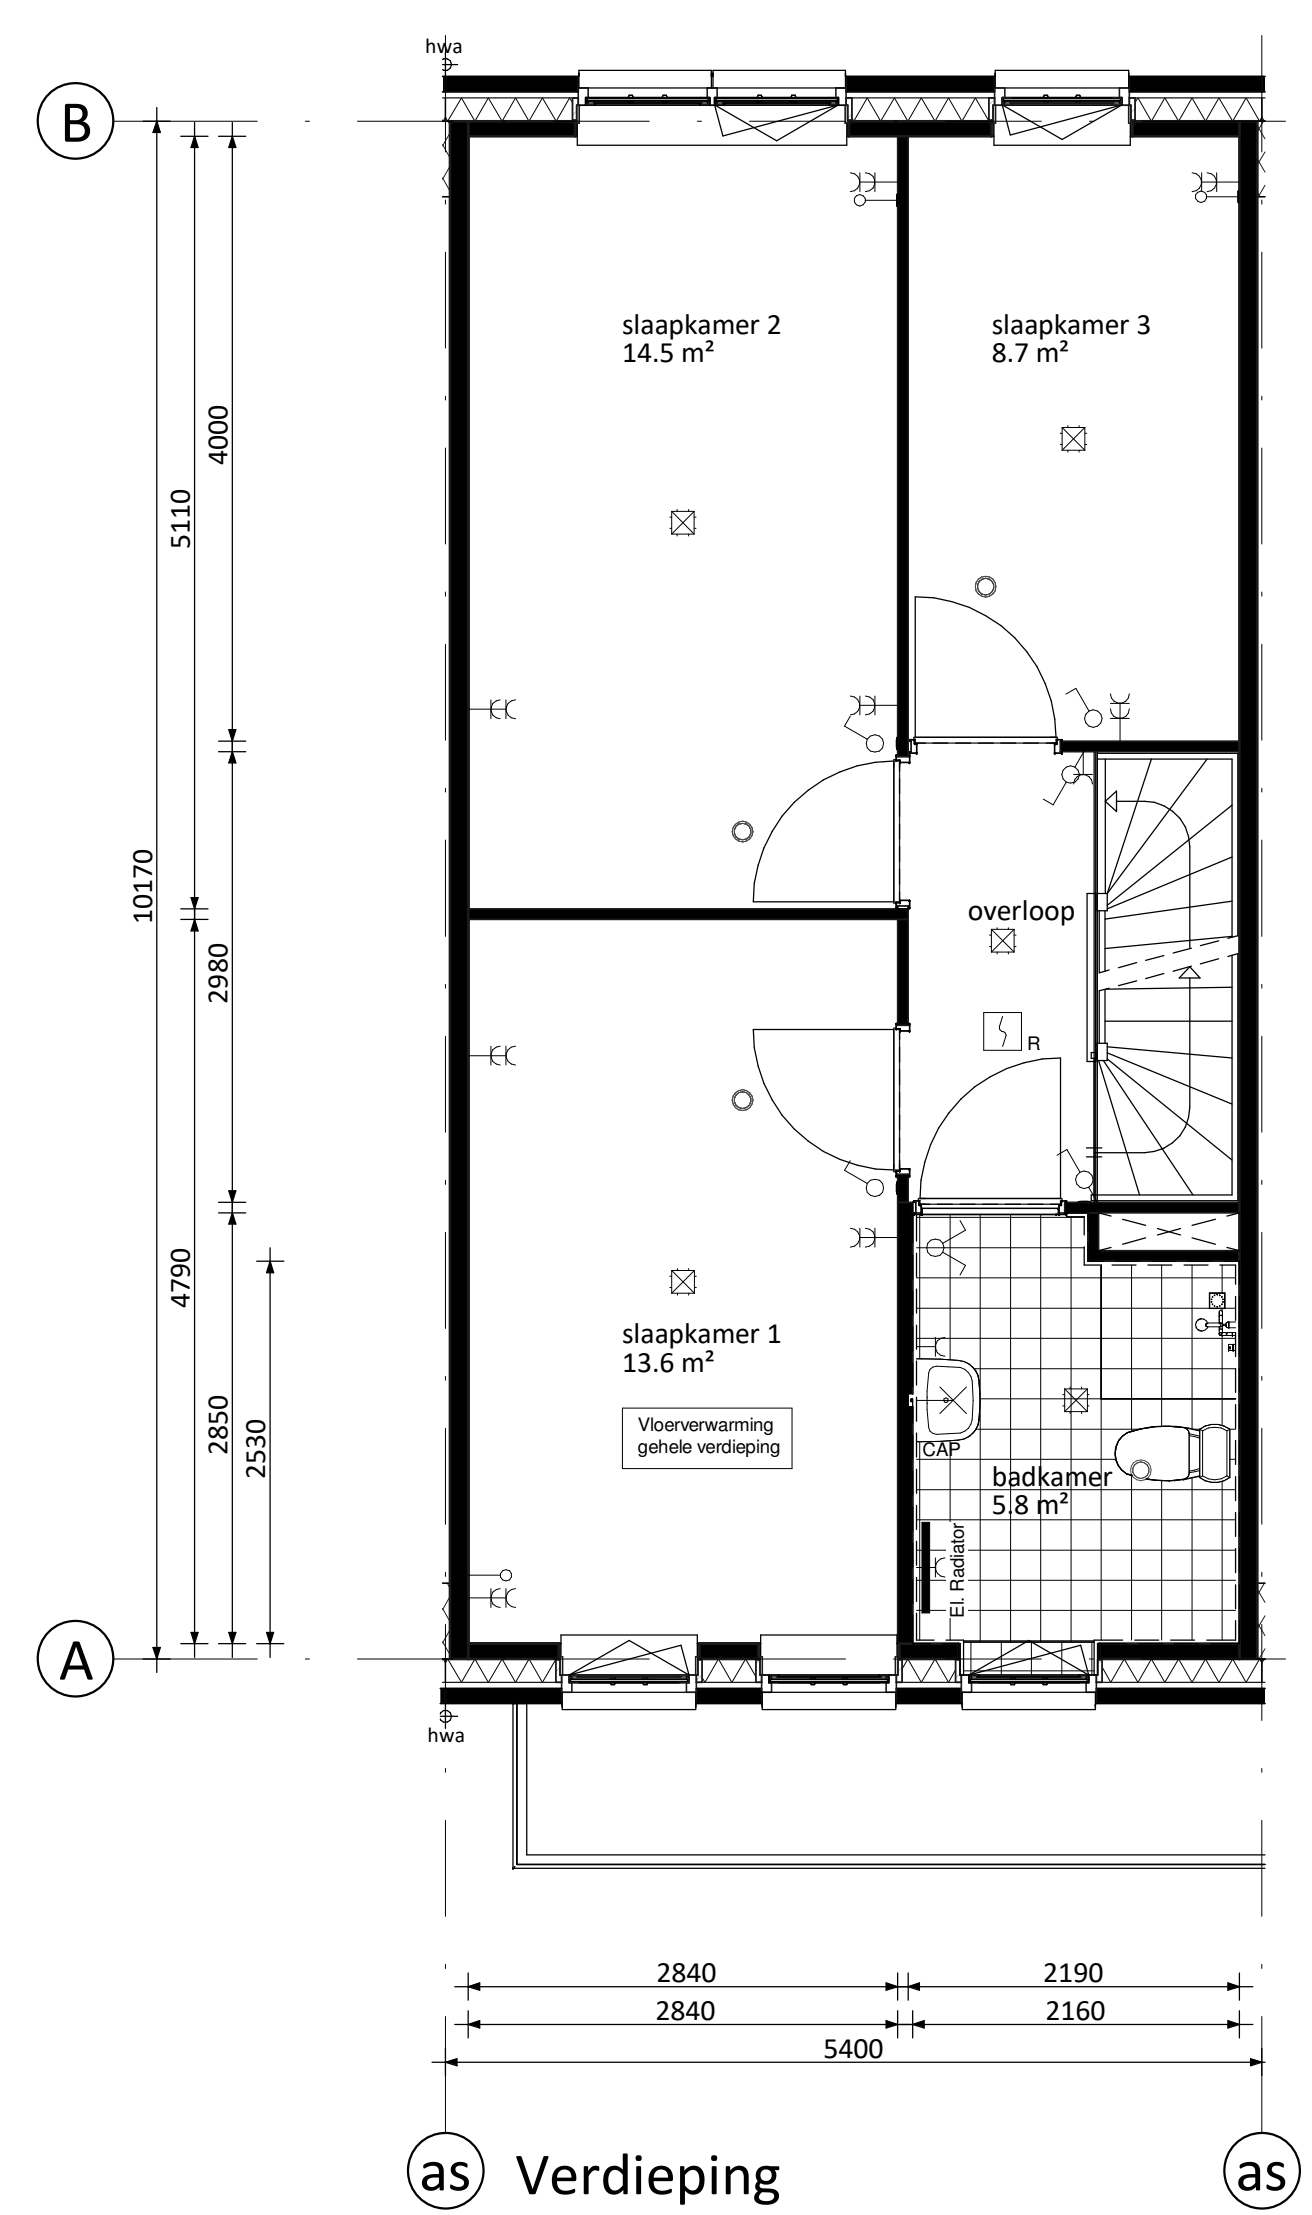 hwa
B
slaapkamer 2
14.5 m²
slaapkamer 3
8.7 m²
4000
5110
10170
2980
overloop
R
4790
2850
2530
slaapkamer 1
13.6 m²
Vloerverwarming
gehele verdieping
CAP
badkamer
5.8 m²
El. Radiator
A
hwa
2840
2190
2840
2160
5400
as
Verdieping
as